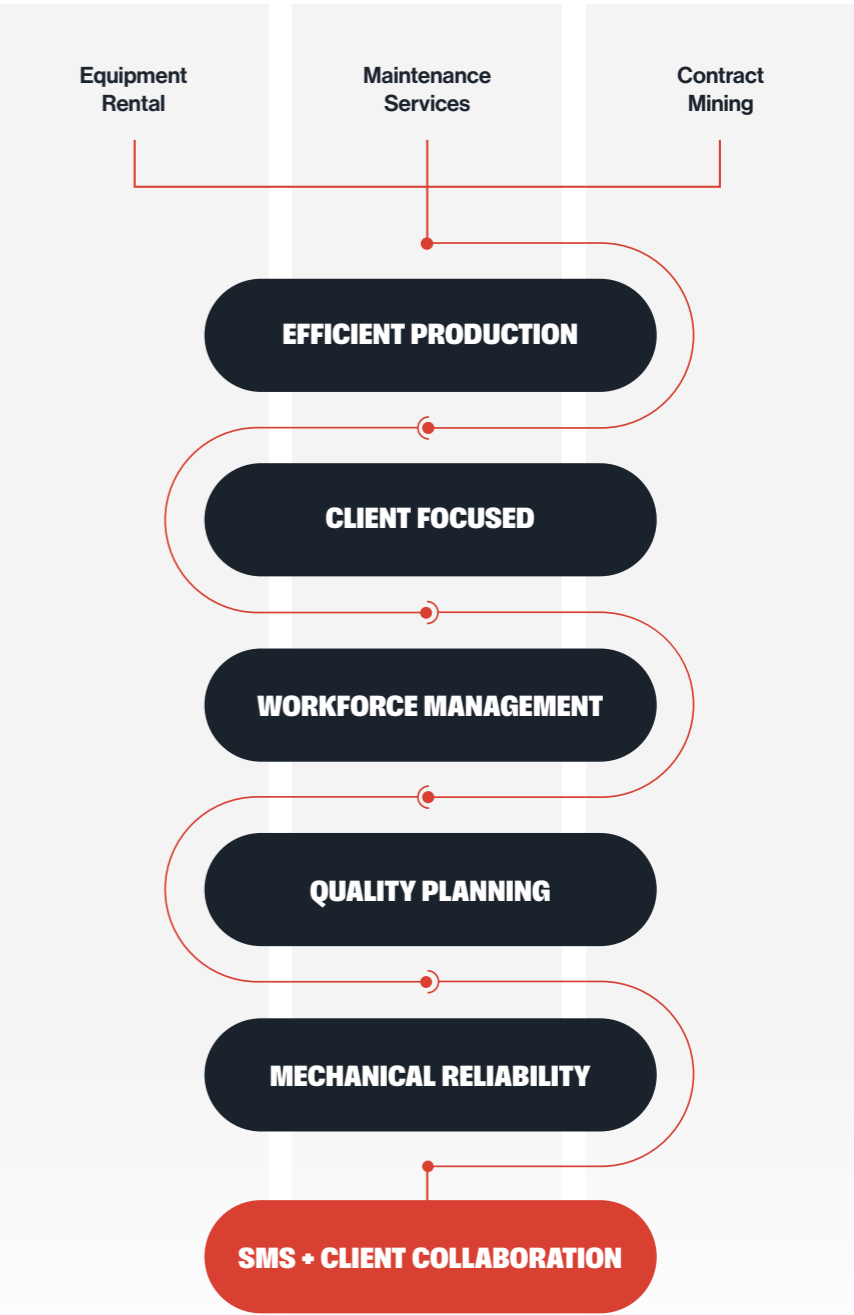 Equipment
Rental
Maintenance
Services
Contract
Mining
EFFICIENT PRODUCTION
CLIENT FOCUSED
WORKFORCE MANAGEMENT
QUALITY PLANNING
MECHANICAL RELIABILITY
SMS + CLIENT COLLABORATION